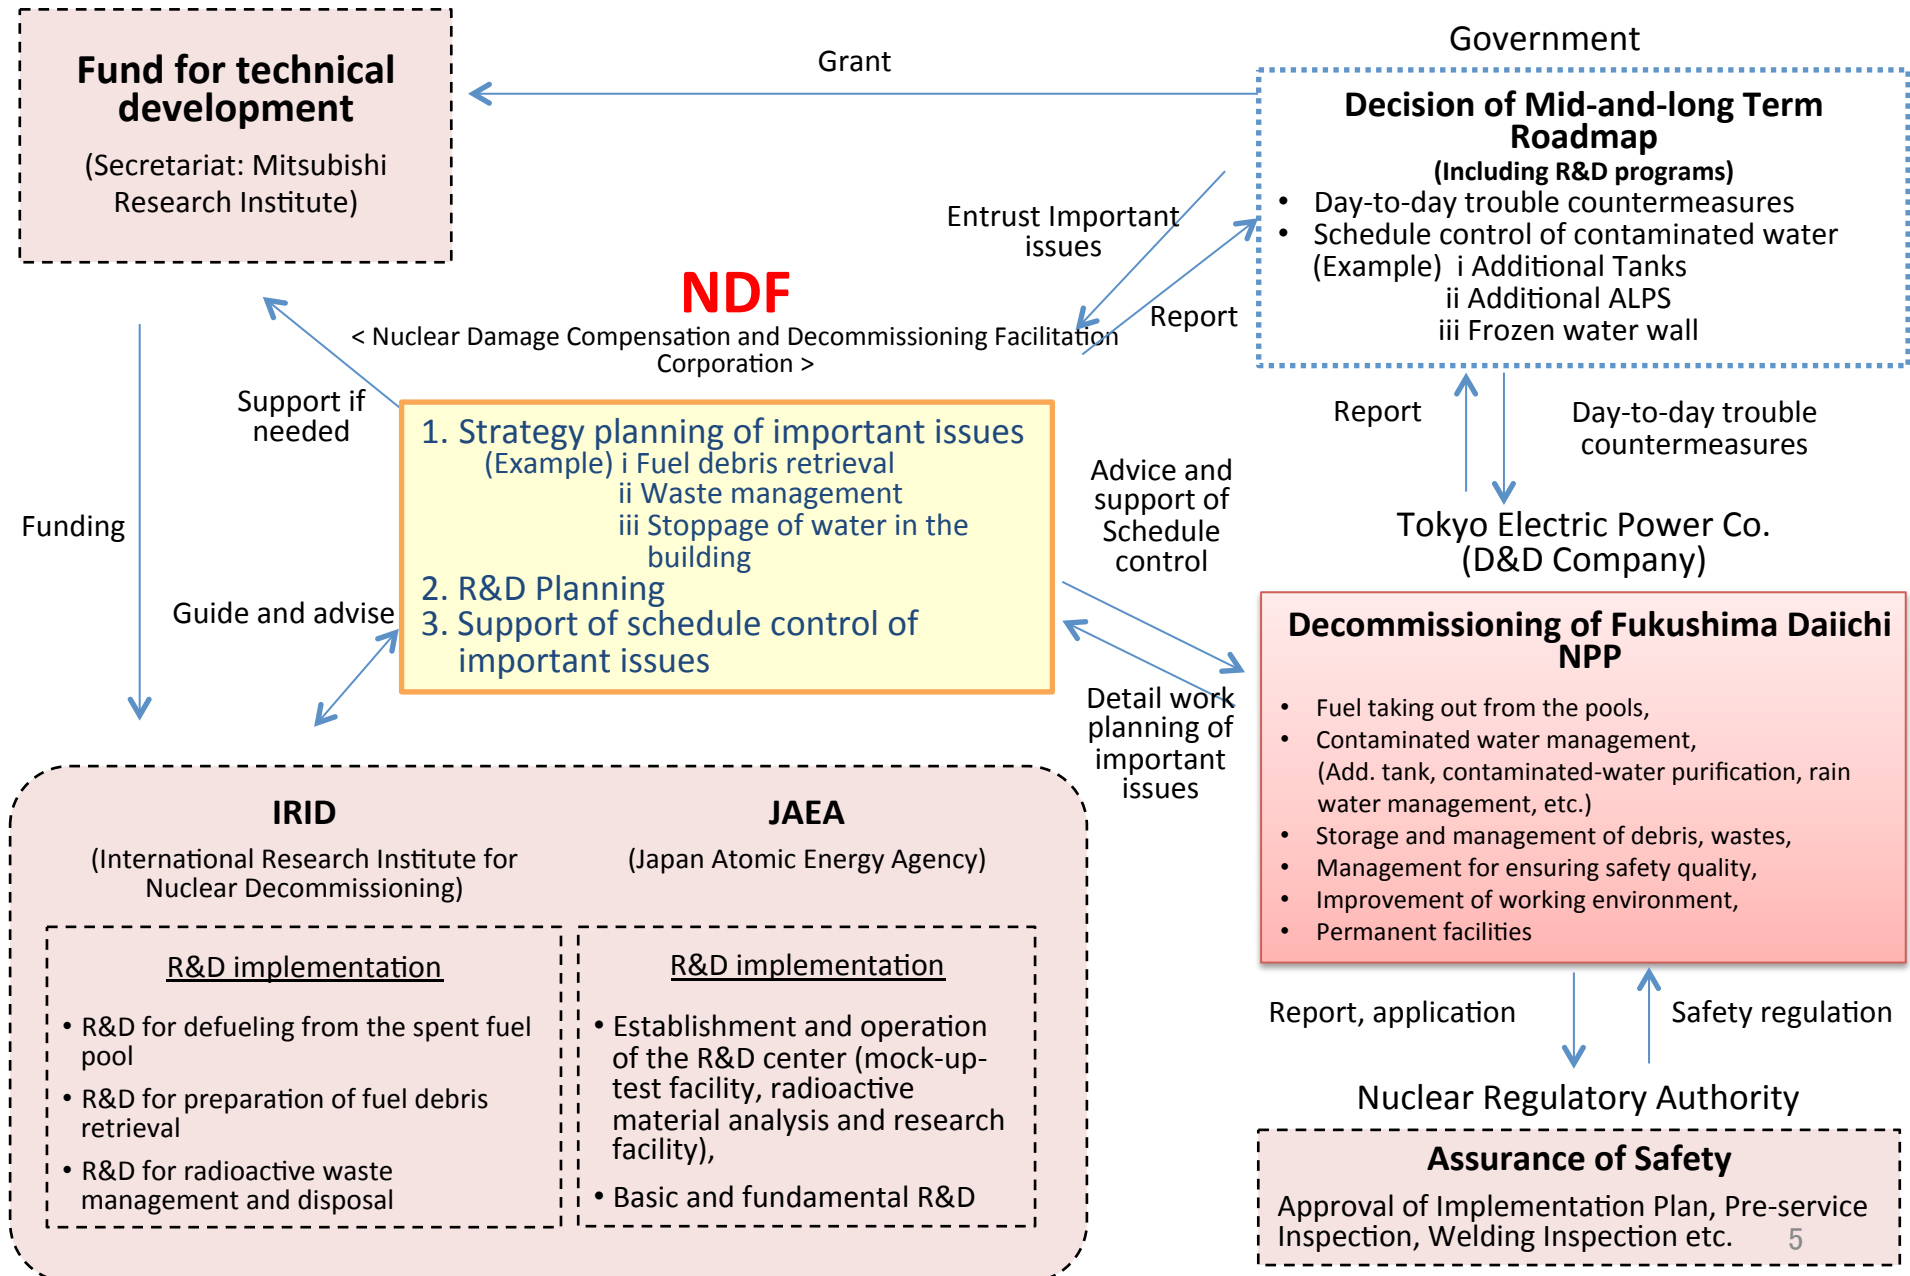 Fund for technical
development
(Secretariat: Mitsubishi
Research Institute)
Grant
Government
Decision of Mid-and-long Term
Roadmap
(Including R&D programs)
• Day-to-day trouble countermeasures
• Schedule control of contaminated water
(Example) i Additional Tanks
ii Additional ALPS
iii Frozen water wall
Entrust Important
issues
Report
NDF
< Nuclear Damage Compensation and Decommissioning Facilitation
Corporation >
Support if
needed
1. Strategy planning of important issues
(Example) i Fuel debris retrieval
ii Waste management
iii Stoppage of water in the
building
2. R&D Planning
3. Support of schedule control of
important issues
Funding
Guide and advise
Advice and
support of
Schedule
control
Detail work
planning of
important
issues
Report
Day-to-day trouble
countermeasures
Tokyo Electric Power Co.
(D&D Company)
Decommissioning of Fukushima Daiichi
NPP
• Fuel taking out from the pools,
• Contaminated water management,
(Add. tank, contaminated-water purification, rain
water management, etc.)
• Storage and management of debris, wastes,
• Management for ensuring safety quality,
• Improvement of working environment,
• Permanent facilities
Report, application
Safety regulation
Nuclear Regulatory Authority
Assurance of Safety
Approval of Implementation Plan, Pre-service
Inspection, Welding Inspection etc.
5
IRID
(International Research Institute for
Nuclear Decommissioning)
R&D implementation
• R&D for defueling from the spent fuel
pool
• R&D for preparation of fuel debris
retrieval
• R&D for radioactive waste
management and disposal
JAEA
(Japan Atomic Energy Agency)
R&D implementation
• Establishment and operation
of the R&D center (mock-up-
test facility, radioactive
material analysis and research
facility),
• Basic and fundamental R&D